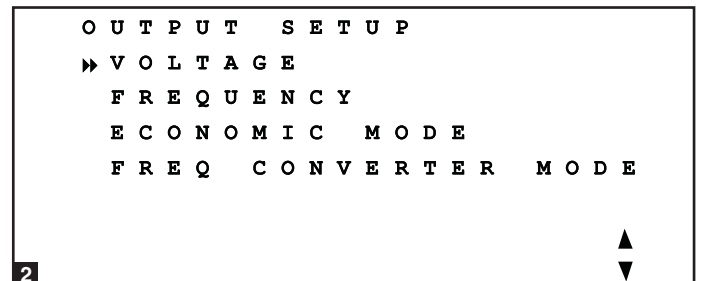 OUTPUT SETUP
VOLTAGE
FREQUENCY
ECONOMIC MODE
FREQ CONVERTER MODE
2